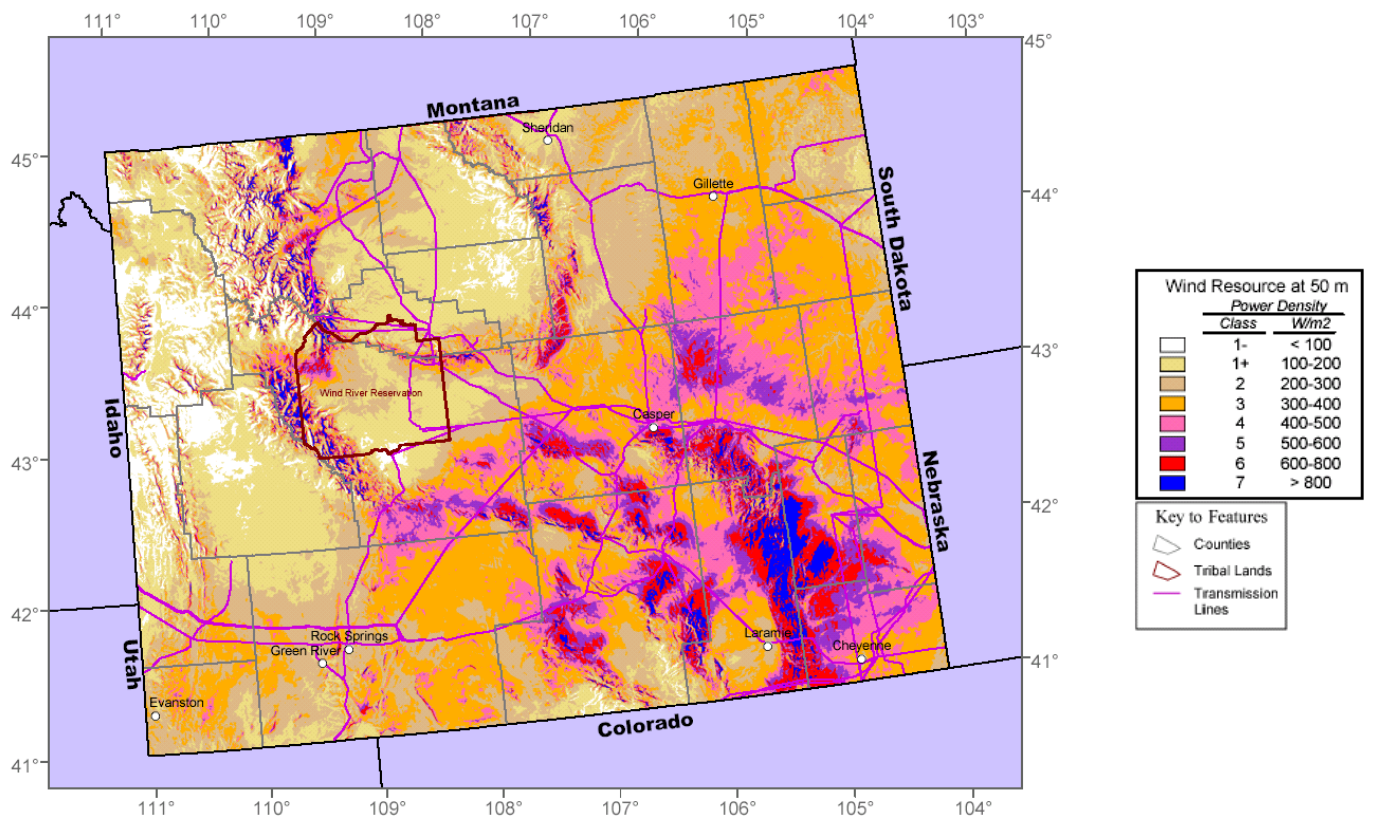 111° 110° 109° 108° 107° 106° 105° 104° 103°
45°
Montana
Sheridan
45°
44°
Gillette
South Dakota
44°
43°
Wind River Reservation
Idaho
Casper
43°
42°
Nebraska
42°
Rock Springs
Green River
Laramie
Cheyenne
41°
Utah
Evanston
Colorado
41°
111° 110° 109° 108° 107° 106° 105° 104°
Wind Resource at 50 m
Power Density
Class W/m2
1- < 100
1+ 100-200
2 200-300
3 300-400
4 400-500
5 500-600
6 600-800
7 > 800
Key to Features
Counties
Tribal Lands
Transmission
Lines